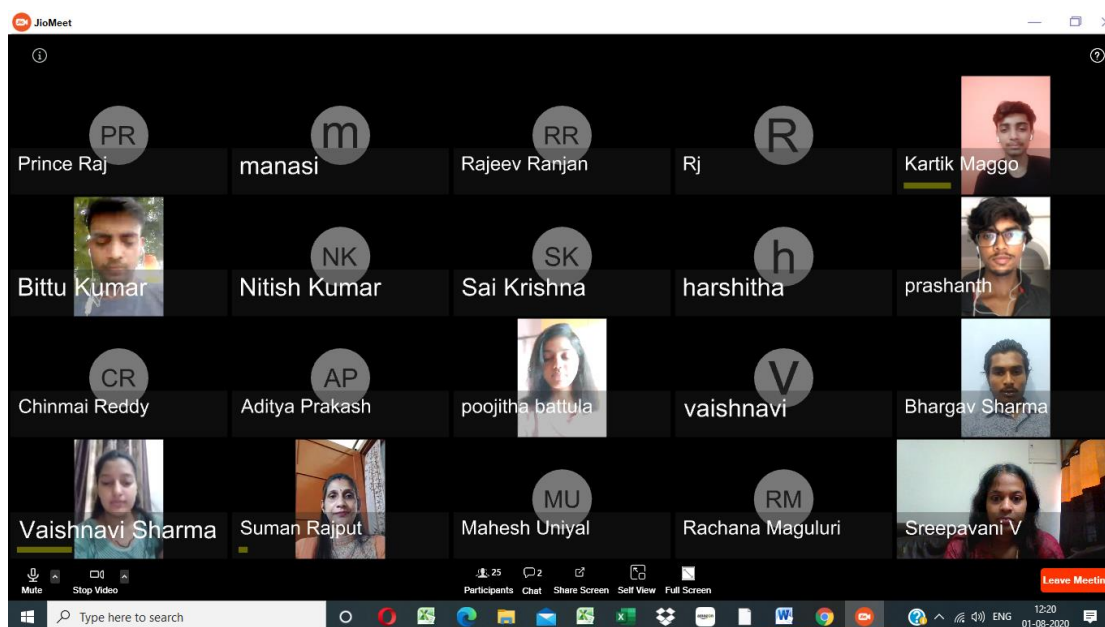 JioMeet
PR
Prince Raj
m
manasi
RR
Rajeev Ranjan
R
Rj
Kartik Maggo
Bittu Kumar
NK
Nitish Kumar
SK
Sai Krishna
h
harshitha
prashanth
CR
Chinmai Reddy
AP
Aditya Prakash
poojitha battula
V
vaishnavi
Bhargav Sharma
Vaishnavi Sharma
Suman Rajput
MU
Mahesh Uniyal
RM
Rachana Maguluri
Sreepavani V
Mute
Stop Video
25
Participants
2
Chat
Share Screen
Self View
Full Screen
Leave Meetin
Type here to search
ENG
12:20
01-08-2020